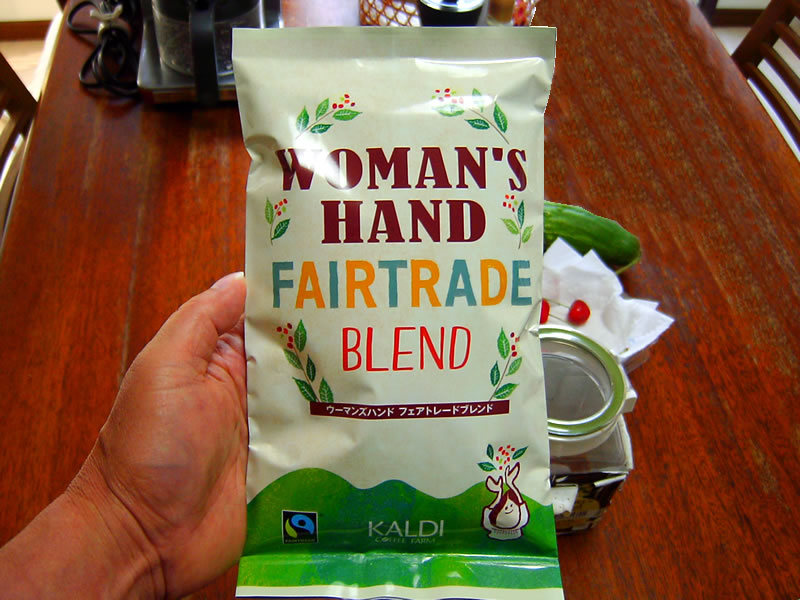 WOMAN'S
HAND
FAIRTRADE
BLEND
ウーマンズハンド フェアトレードブレンド
KALDI
COFFEE FARM